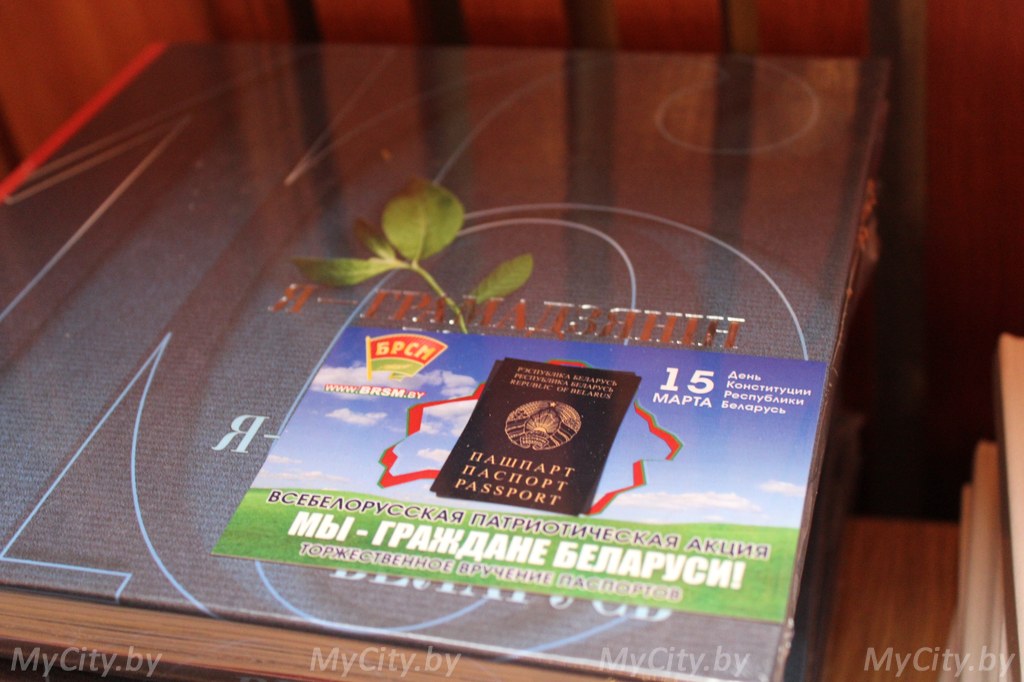 Я — ГРАМАДЗЯНІН
БРСМ
www.BRSM.by
РЭСПУБЛІКА БЕЛАРУСЬ
РЕСПУБЛИКА БЕЛАРУСЬ
REPUBLIC OF BELARUS
ПАШПАРТ
ПАСПОРТ
PASSPORT
15 МАРТА
День
Конституции
Республики
Беларусь
Я-
ВСЕБЕЛОРУССКАЯ ПАТРИОТИЧЕСКАЯ АКЦИЯ
МЫ - ГРАЖДАНЕ БЕЛАРУСИ!
ТОРЖЕСТВЕННОЕ ВРУЧЕНИЕ ПАСПОРТОВ
MyCity.by MyCity.by MyCity.by MyCity.by